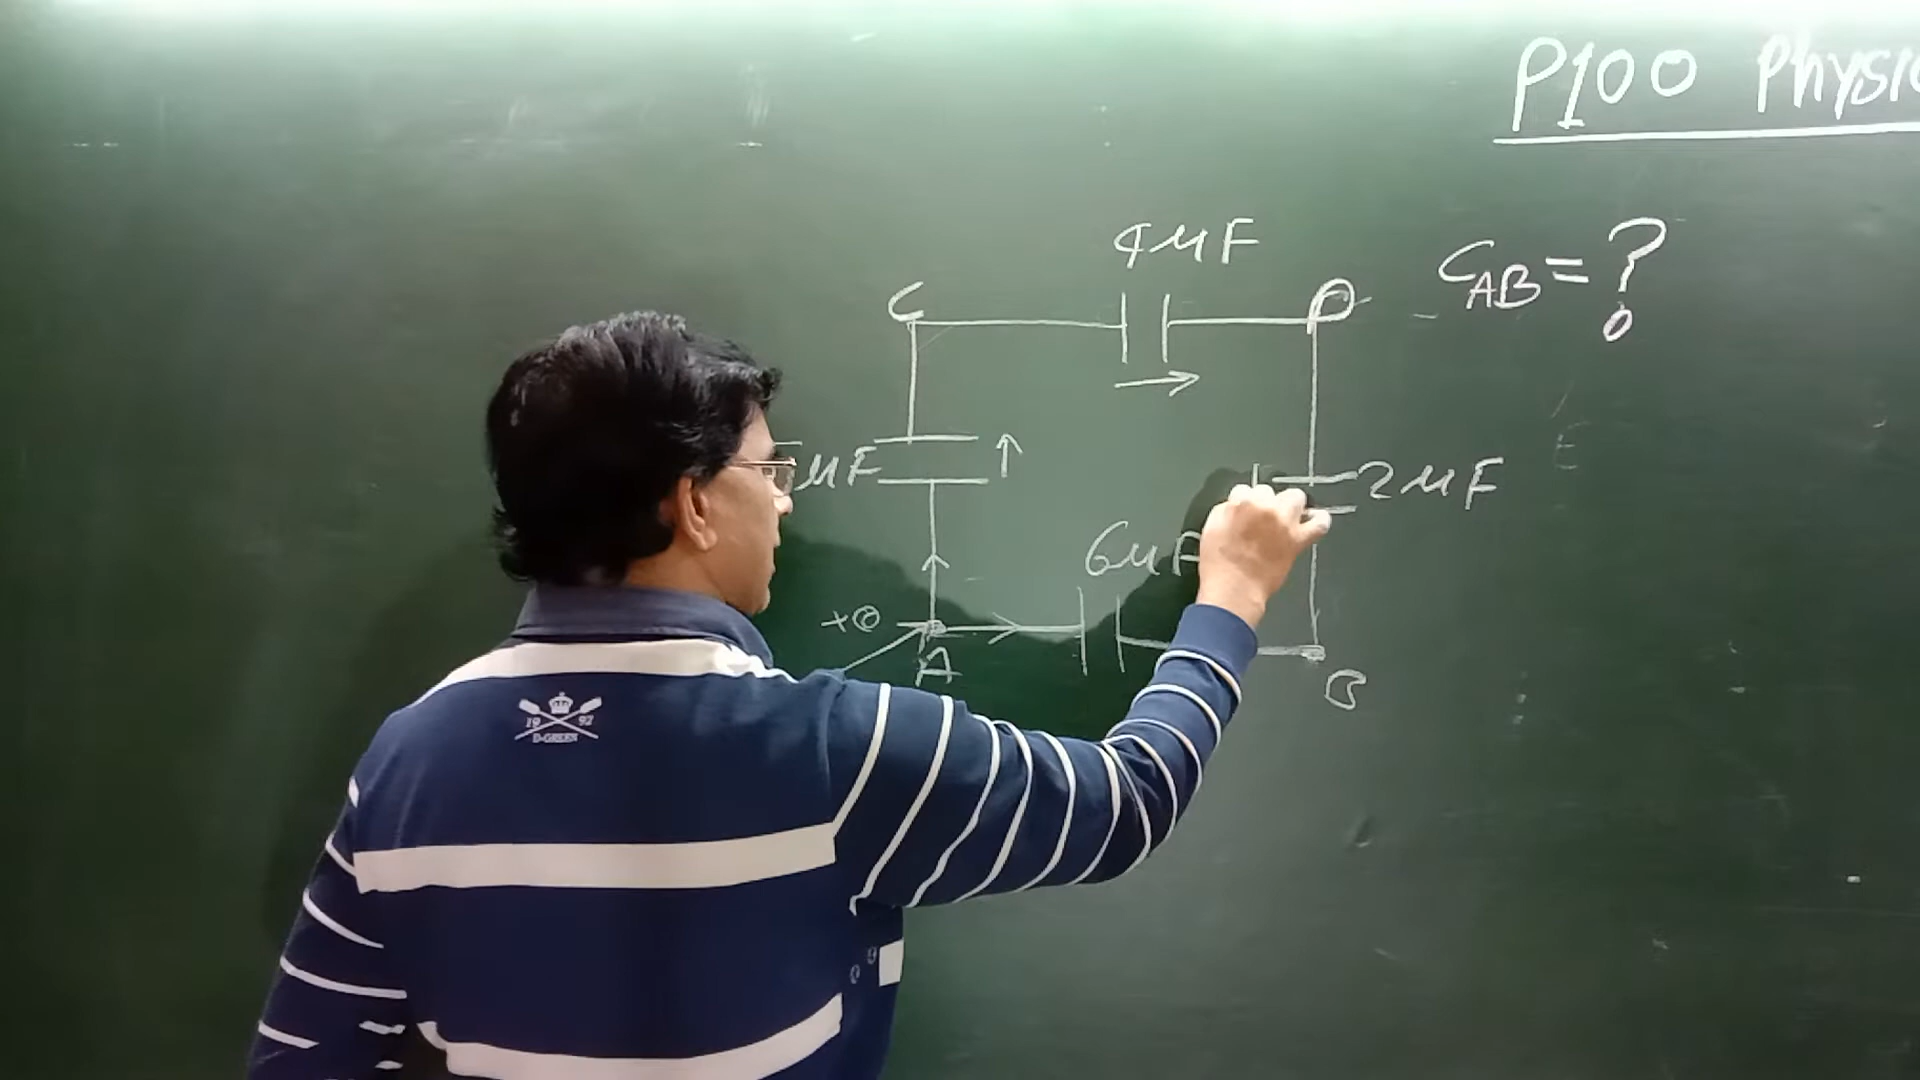 P100 Physic
4μF
C
D
C_AB = ?
μF
2μF
6μF
+
A
B
19 92
D-GREEN